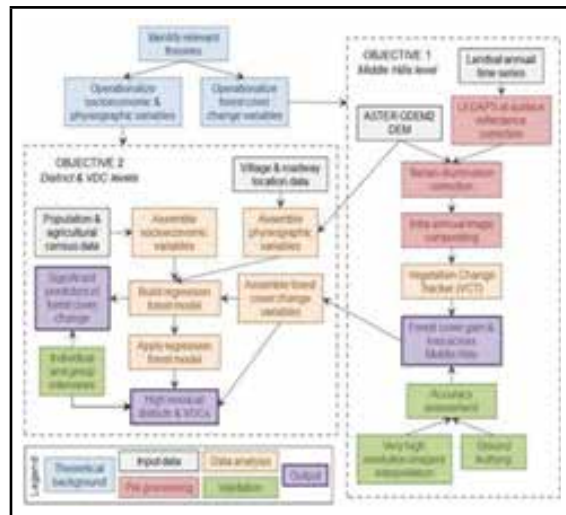 Identify relevant
theories
Operationalize
socioeconomic &
physiographic variables
Operationalize
forest cover
change variables
OBJECTIVE 1
Middle Hills level
Landsat annual
time series
LEDAPS at-surface
reflectance
correction
ASTER GDEM2
DEM
Terrain illumination
correction
Intra-annual image
compositing
Vegetation Change
Tracker (VCT)
Forest cover gain &
loss across
Middle Hills
Accuracy
assessment
Very high
resolution imagery
interpretation
Ground
truthing
OBJECTIVE 2
District & VDC levels
Village & roadway
location data
Population &
agricultural
census data
Assemble
socioeconomic
variables
Assemble
physiographic
variables
Significant
predictors of
forest cover
change
Build regression
forest model
Assemble forest
cover change
variables
Apply regression
forest model
Individual
and group
interviews
High residual
districts & VDCs
Legend
Theoretical
background
Input data
Data analysis
Output
Pre-processing
Validation